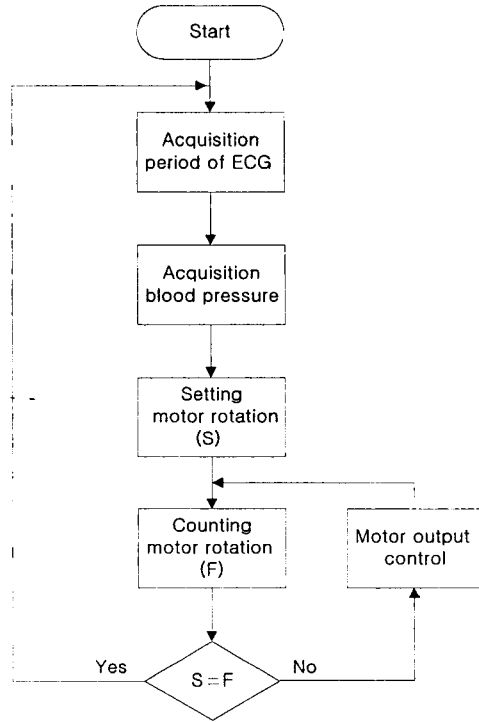 Start
Acquisition
period of ECG
Acquisition
blood pressure
Setting
motor rotation
(S)
Counting
motor rotation
(F)
Motor output
control
Yes
S=F
No